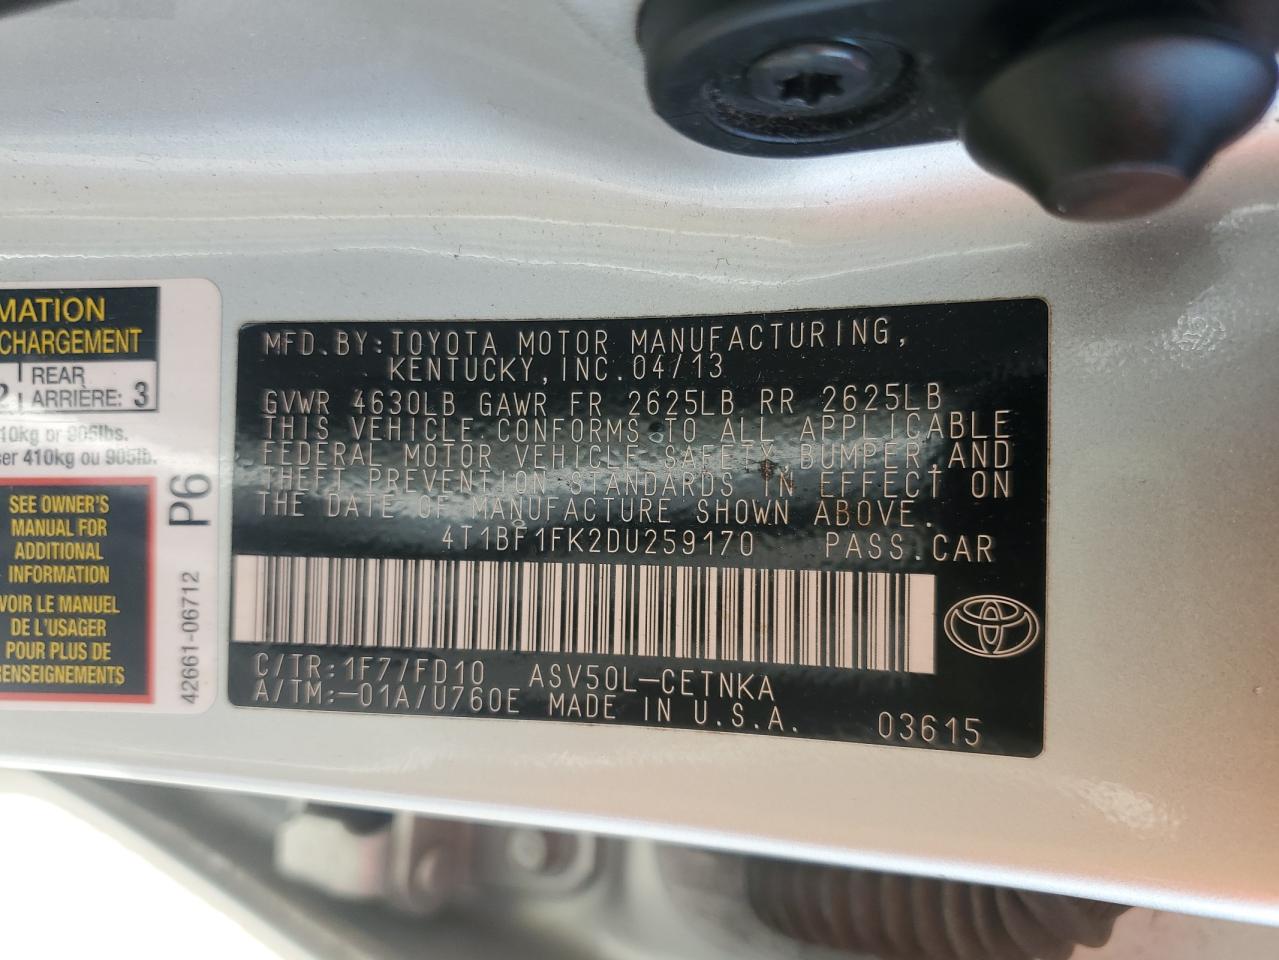 MATION
CHARGEMENT
2 REAR
ARRIÈRE: 3
10kg or 905lbs.
ser 410kg ou 905lb.
SEE OWNER'S
MANUAL FOR
ADDITIONAL
INFORMATION
VOIR LE MANUEL
DE L'USAGER
POUR PLUS DE
RENSEIGNEMENTS
P6
42661-06712
MFD.BY:TOYOTA MOTOR MANUFACTURING,
KENTUCKY,INC.04/13
GVWR 4630LB GAWR FR 2625LB RR 2625LB
THIS VEHICLE CONFORMS TO ALL APPLICABLE
FEDERAL MOTOR VEHICLE SAFETY,BUMPER,AND
THEFT PREVENTION STANDARDS IN EFFECT ON
THE DATE OF MANUFACTURE SHOWN ABOVE.
4T1BF1FK2DU259170 PASS.CAR
C/TR:1F7/FD10 ASV50L-CETNKA
A/TM:-01A/U760E MADE IN U.S.A. 03615